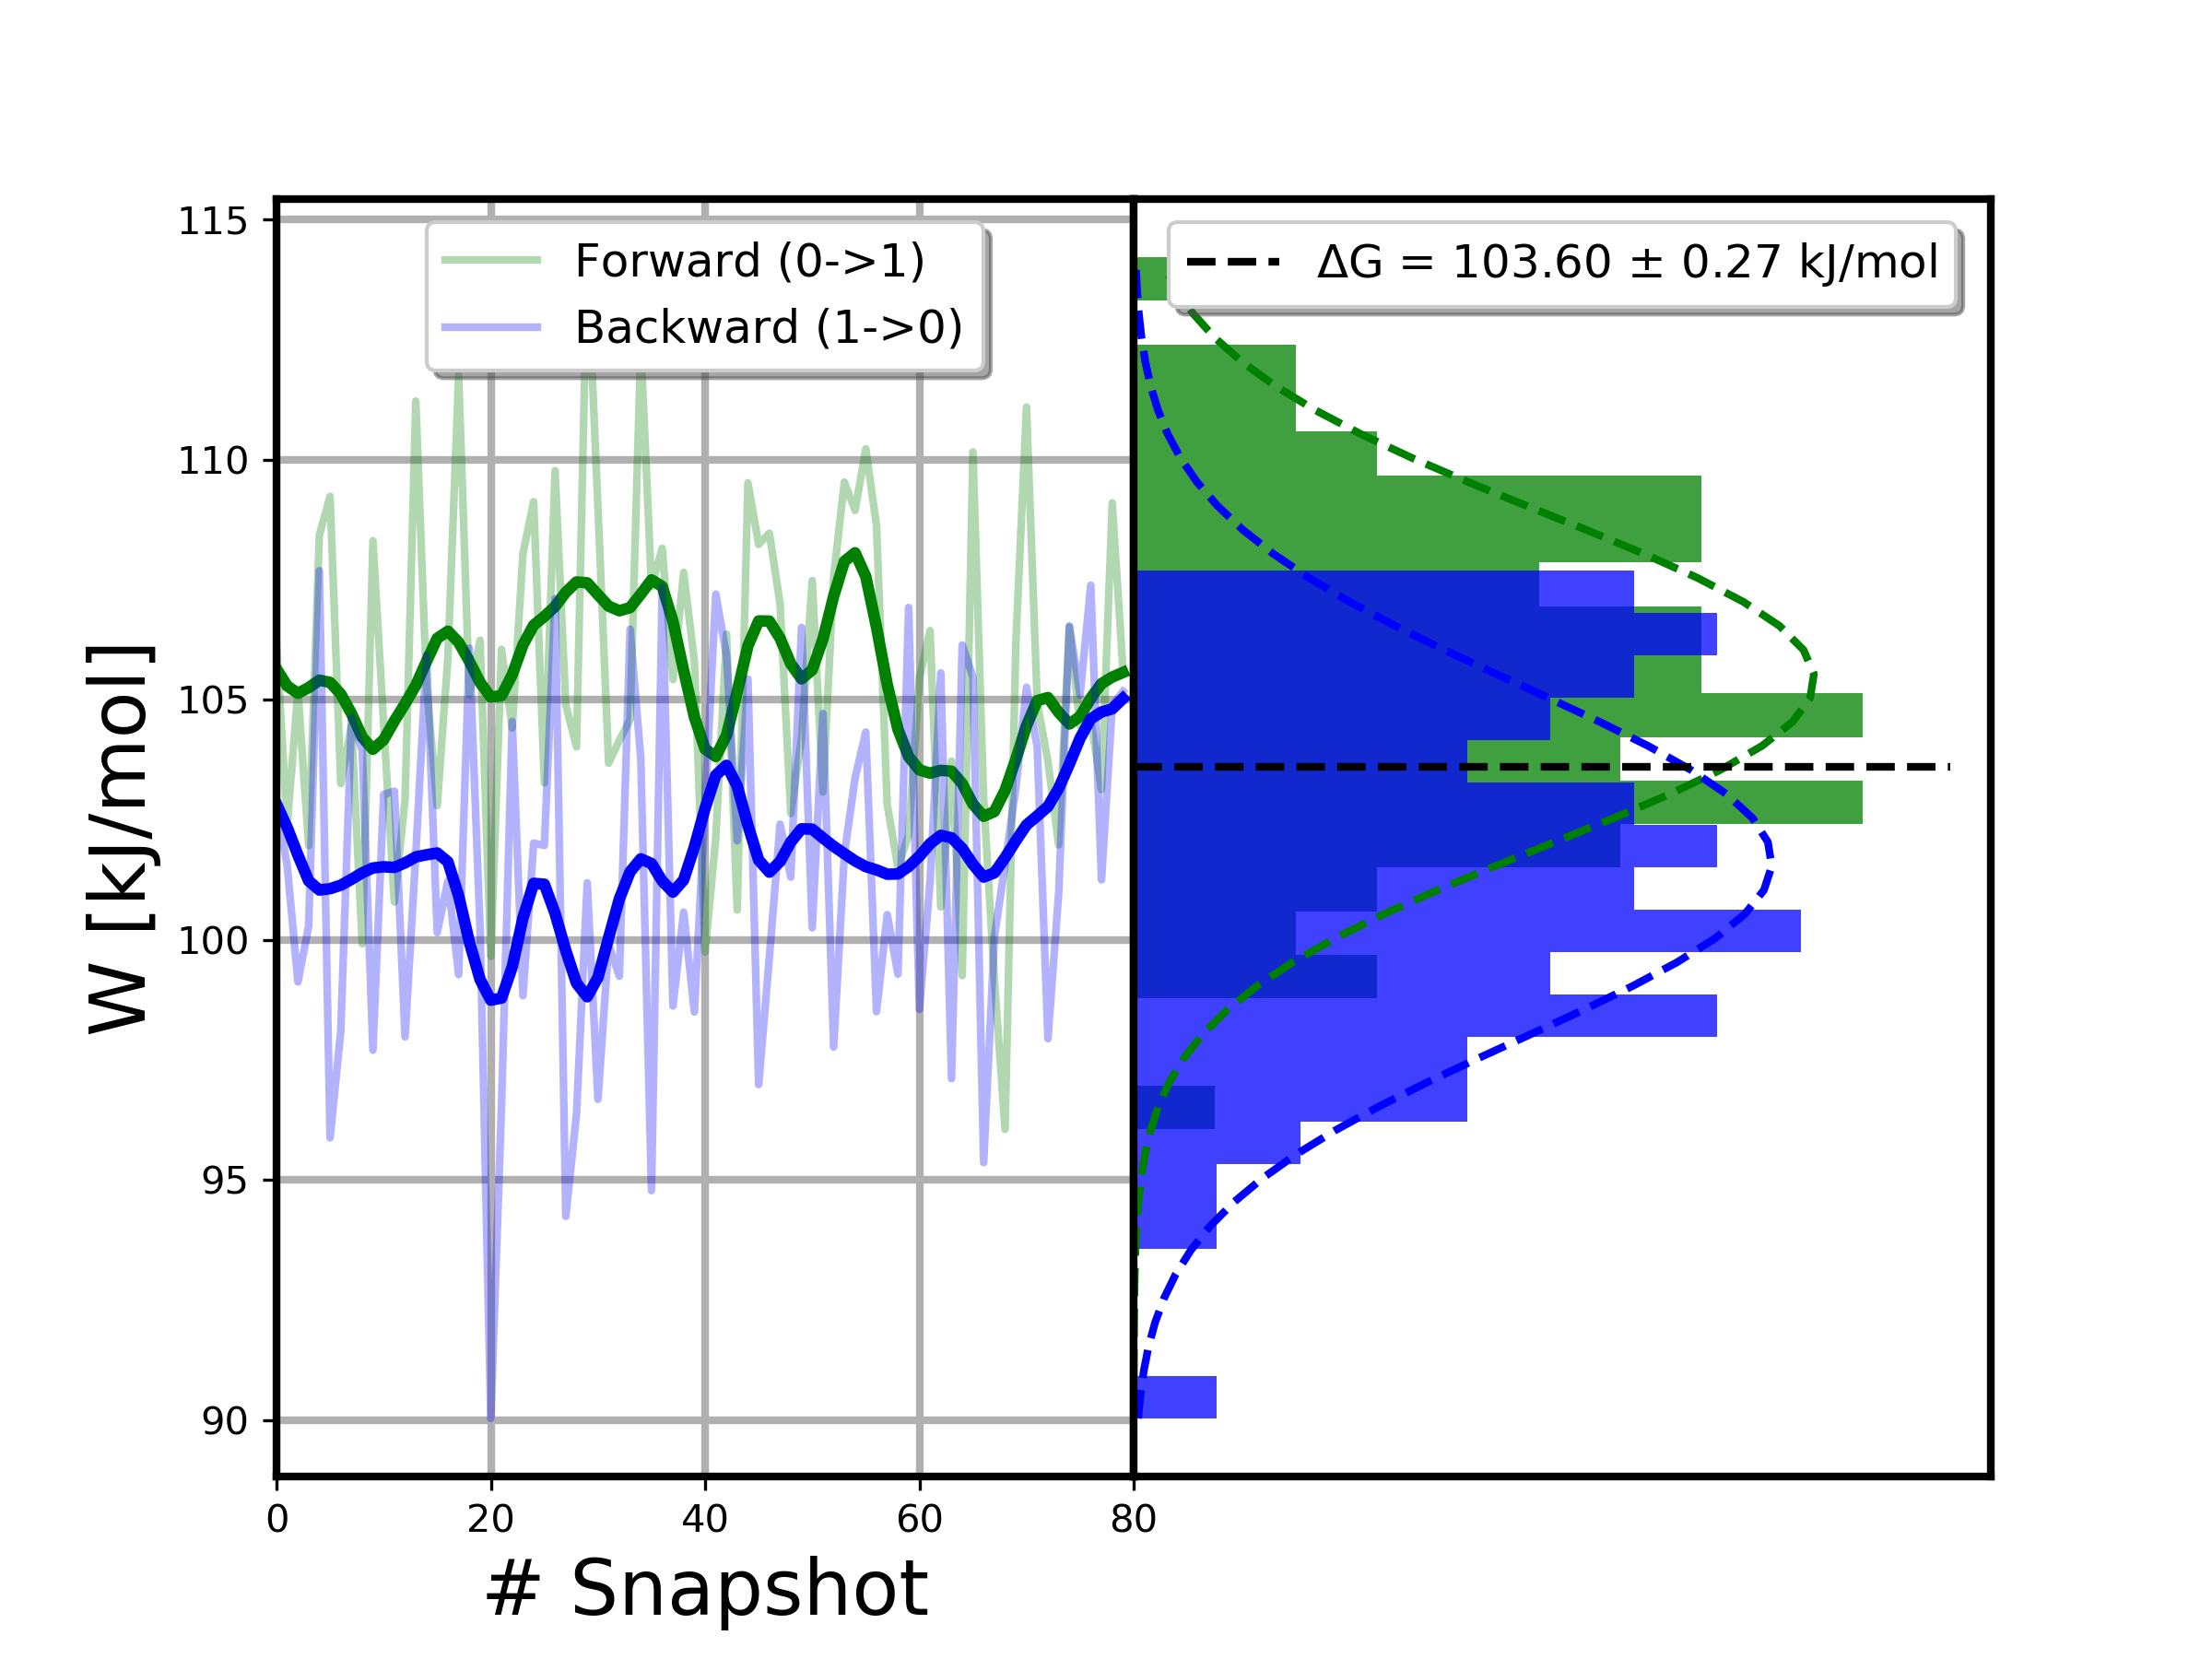 115
110
105
100
95
90
W [kJ/mol]
Forward (0->1)
Backward (1->0)
ΔG = 103.60 ± 0.27 kJ/mol
0 20 40 60 80
# Snapshot